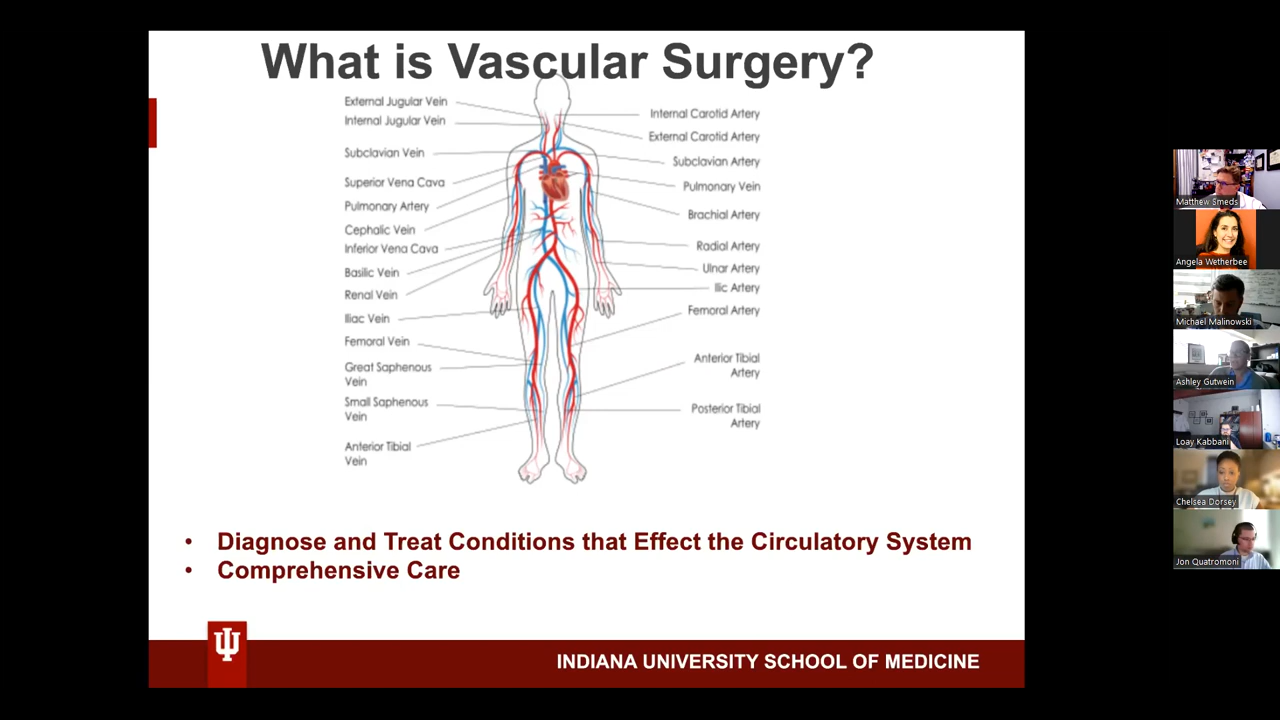 What is Vascular Surgery?
External Jugular Vein
Internal Jugular Vein
Subclavian Vein
Superior Vena Cava
Pulmonary Artery
Cephalic Vein
Inferior Vena Cava
Basilic Vein
Renal Vein
Iliac Vein
Femoral Vein
Great Saphenous
Vein
Small Saphenous
Vein
Anterior Tibial
Vein
Internal Carotid Artery
External Carotid Artery
Subclavian Artery
Pulmonary Vein
Brachial Artery
Radial Artery
Ulnar Artery
Ilic Artery
Femoral Artery
Anterior Tibial
Artery
Posterior Tibial
Artery
• Diagnose and Treat Conditions that Effect the Circulatory System
• Comprehensive Care
INDIANA UNIVERSITY SCHOOL OF MEDICINE
Matthew Smeds
Angela Wetherbee
Michael Malinowski
Ashley Gutwein
Loay Kabbani
Chelsea Dorsey
Jon Quatromoni